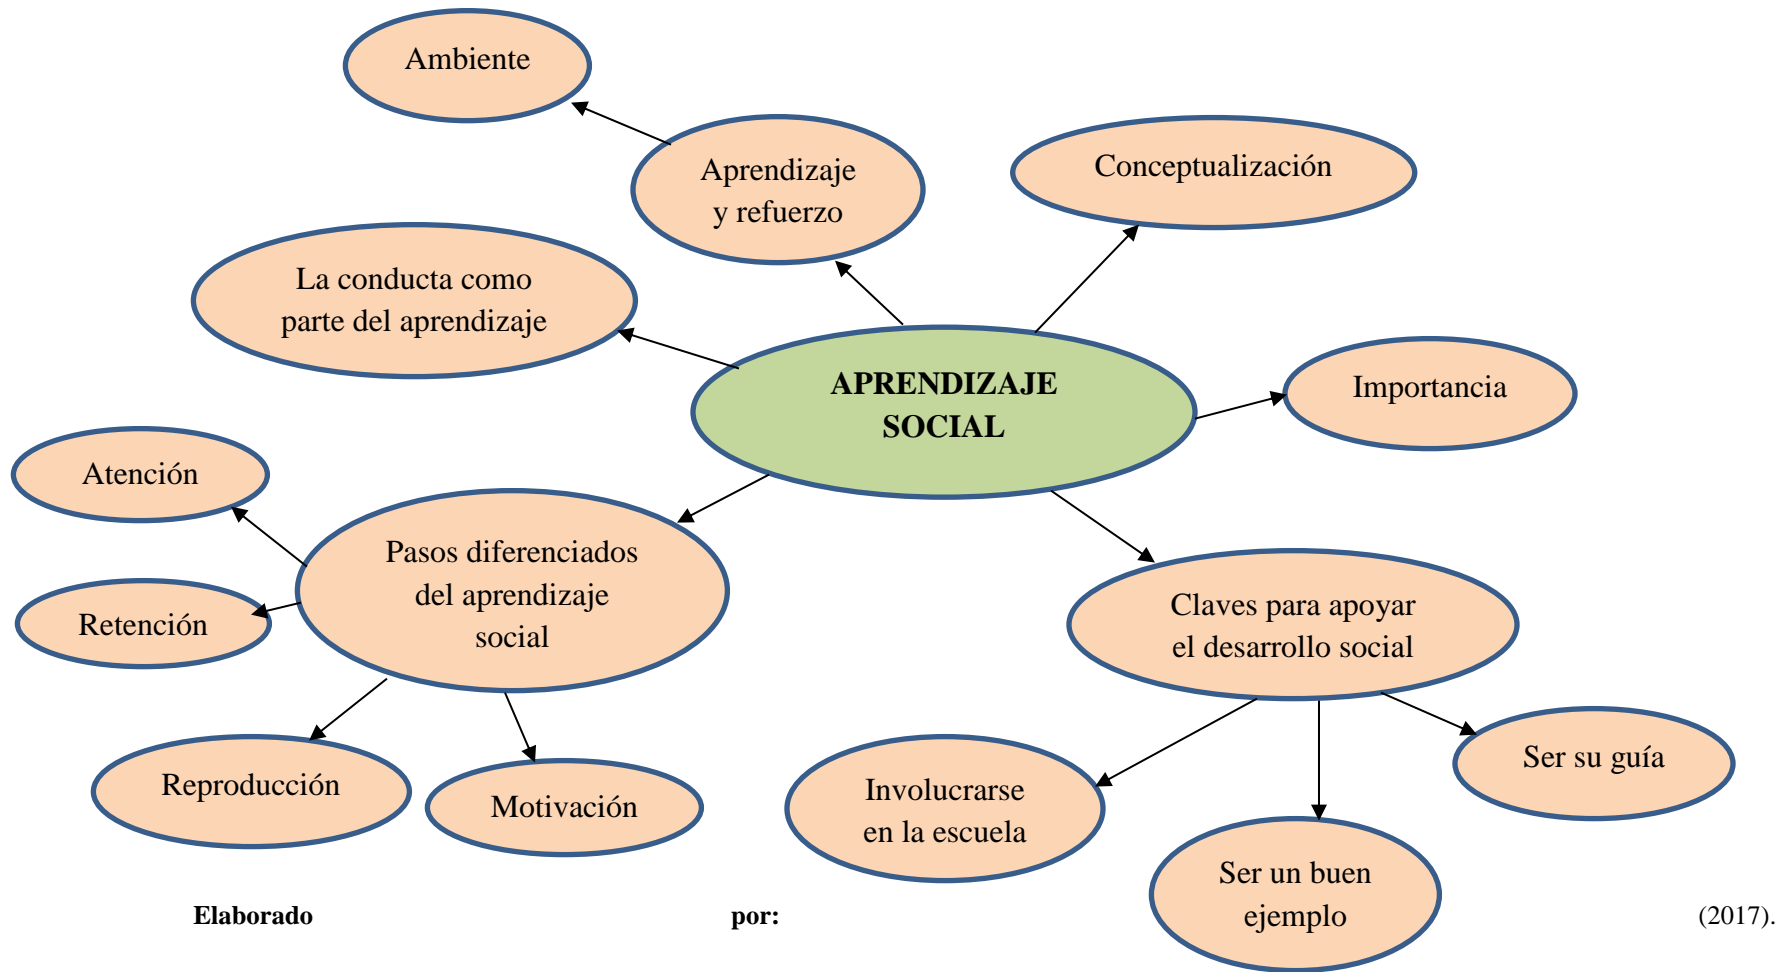 Ambiente
Aprendizaje
y refuerzo
Conceptualización
La conducta como
parte del aprendizaje
APRENDIZAJE
SOCIAL
Importancia
Atención
Pasos diferenciados
del aprendizaje
social
Retención
Claves para apoyar
el desarrollo social
Reproducción
Motivación
Involucrarse
en la escuela
Ser su guía
Ser un buen
ejemplo
Elaborado por: (2017).